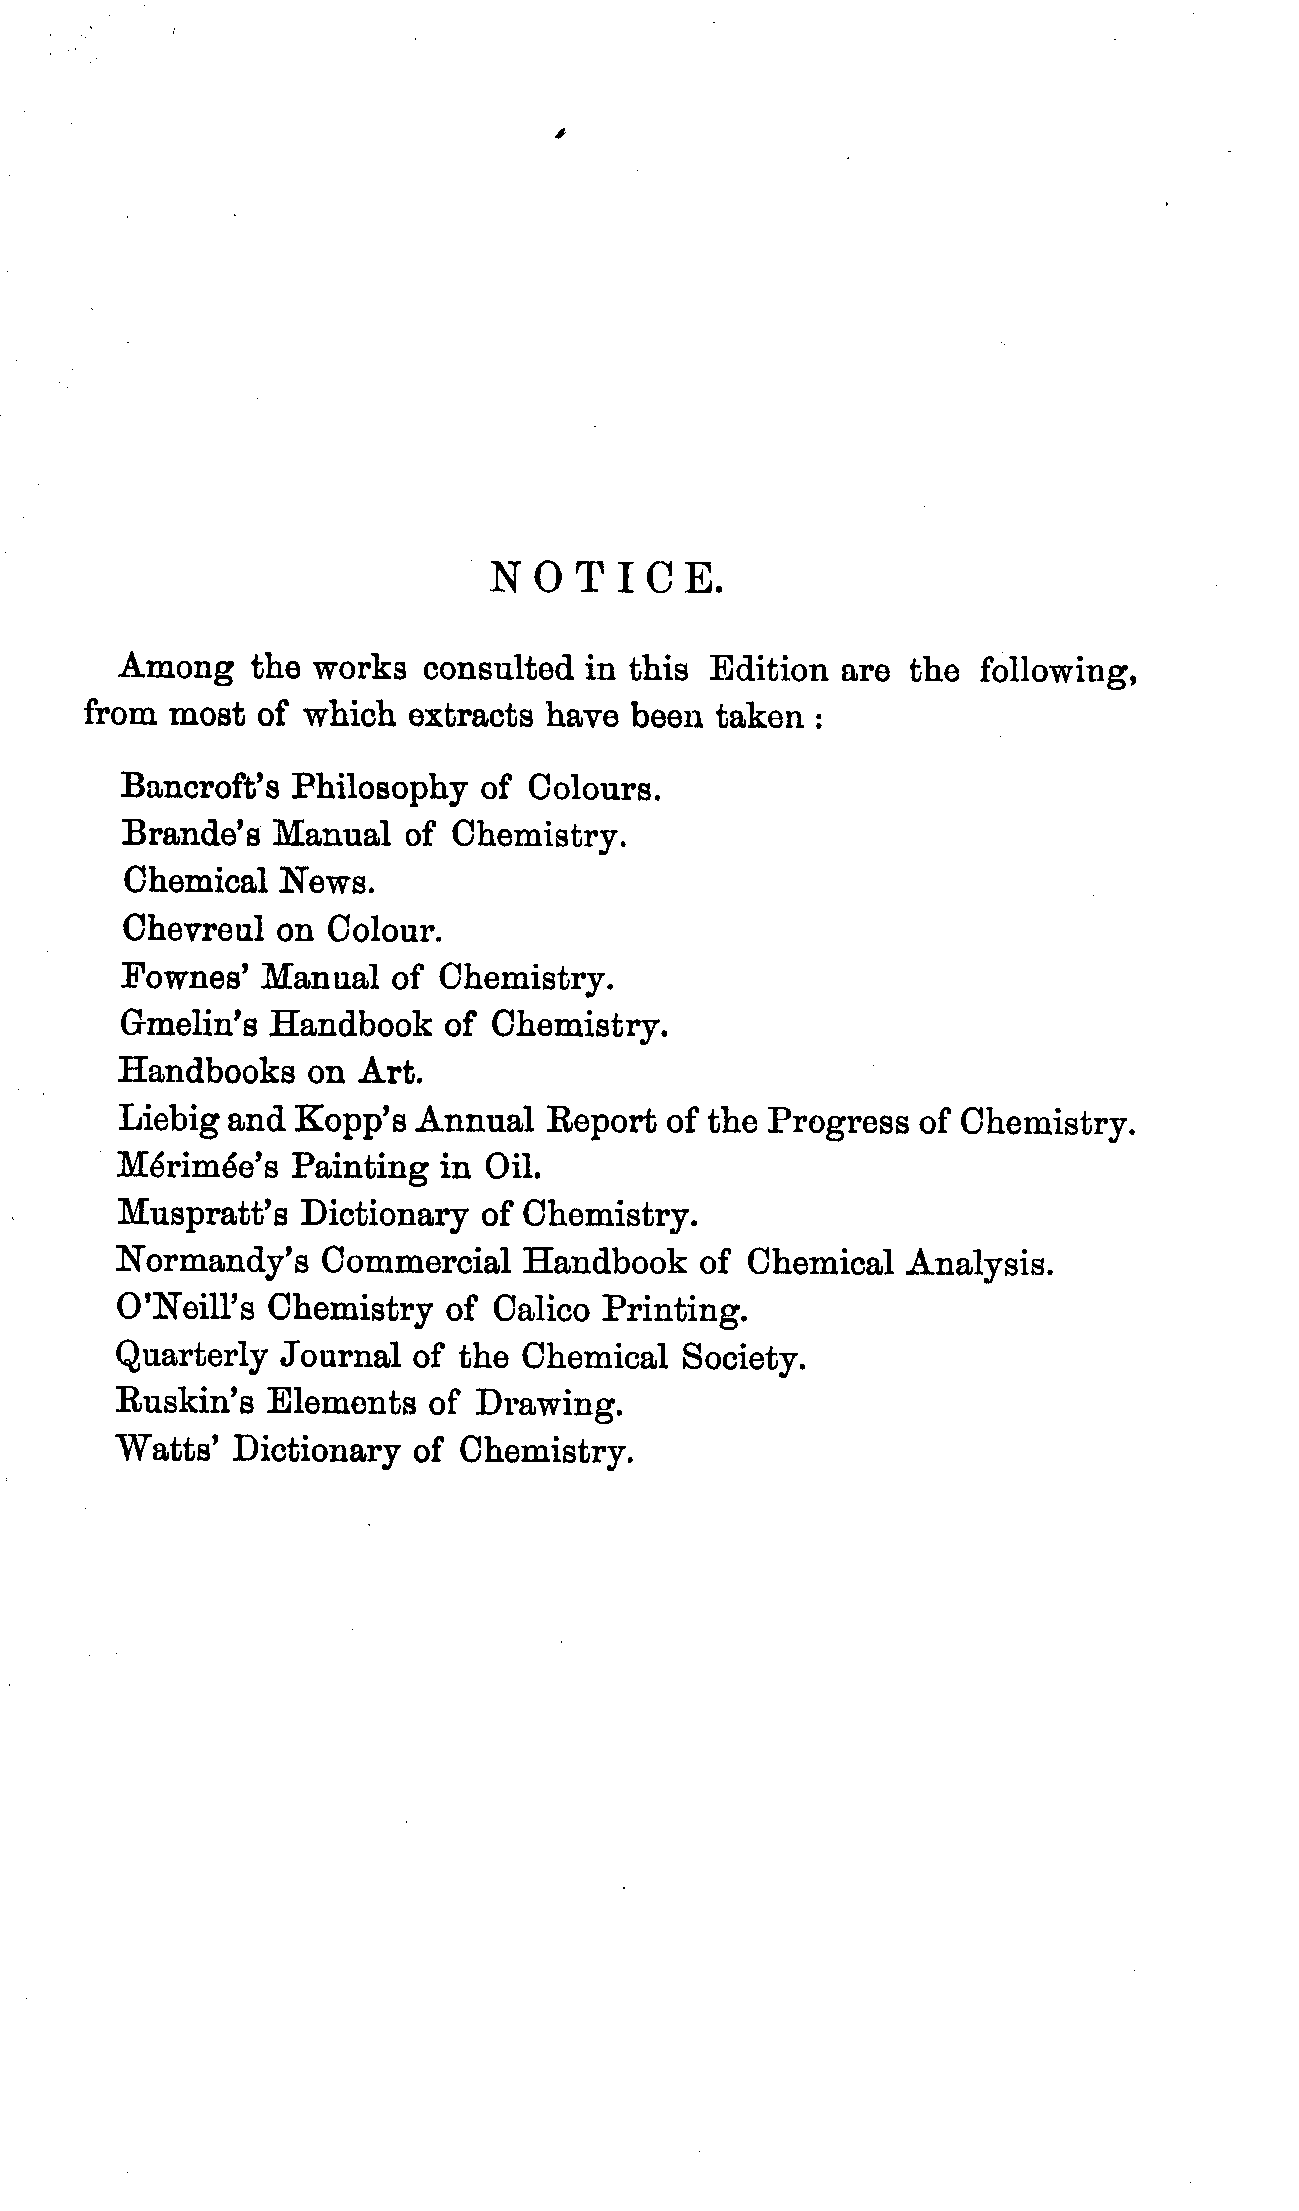 NOTICE.
Among the works consulted in this Edition are the following,
from most of which extracts have been taken :
Bancroft's Philosophy of Colours.
Brande's Manual of Chemistry.
Chemical News.
Chevreul on Colour.
Fownes' Manual of Chemistry.
Gmelin's Handbook of Chemistry.
Handbooks on Art.
Liebig and Kopp's Annual Report of the Progress of Chemistry.
Mérimée's Painting in Oil.
Muspratt's Dictionary of Chemistry.
Normandy's Commercial Handbook of Chemical Analysis.
O'Neill's Chemistry of Calico Printing.
Quarterly Journal of the Chemical Society.
Ruskin's Elements of Drawing.
Watts' Dictionary of Chemistry.